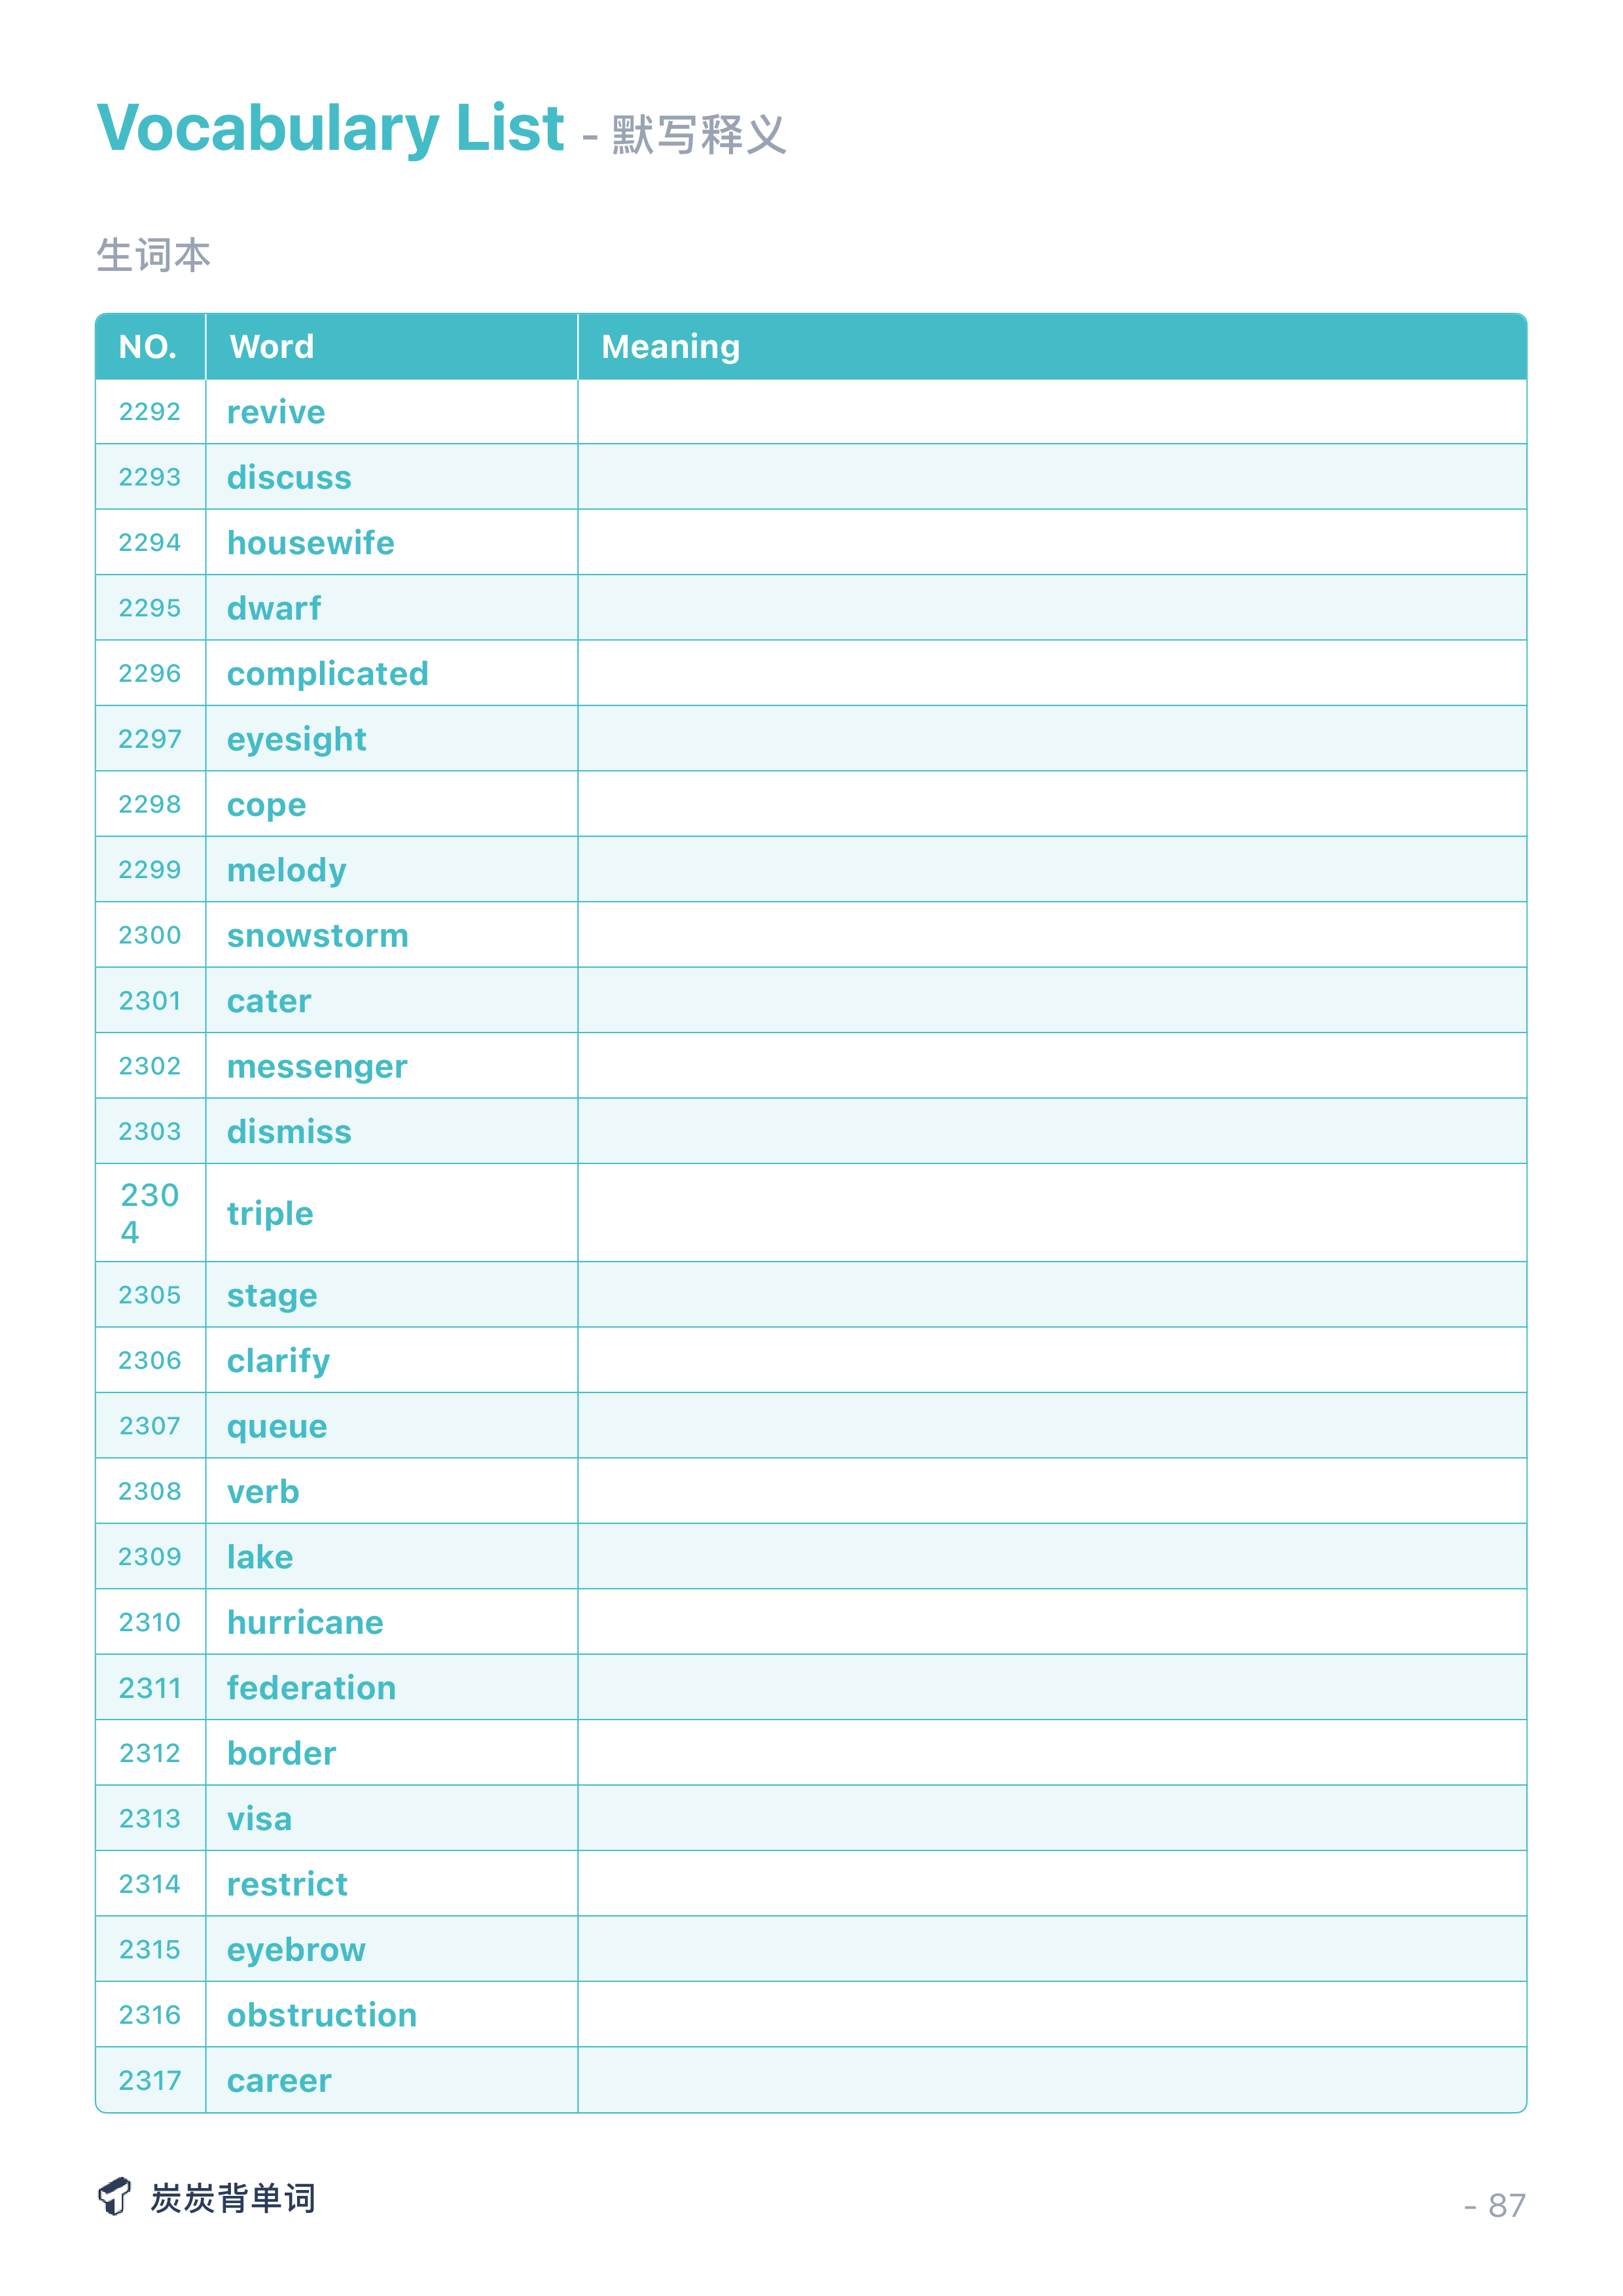 Vocabulary List - 默写释义
生词本
NO. Word Meaning
2292 revive
2293 discuss
2294 housewife
2295 dwarf
2296 complicated
2297 eyesight
2298 cope
2299 melody
2300 snowstorm
2301 cater
2302 messenger
2303 dismiss
2304 triple
2305 stage
2306 clarify
2307 queue
2308 verb
2309 lake
2310 hurricane
2311 federation
2312 border
2313 visa
2314 restrict
2315 eyebrow
2316 obstruction
2317 career
炭炭背单词
- 87